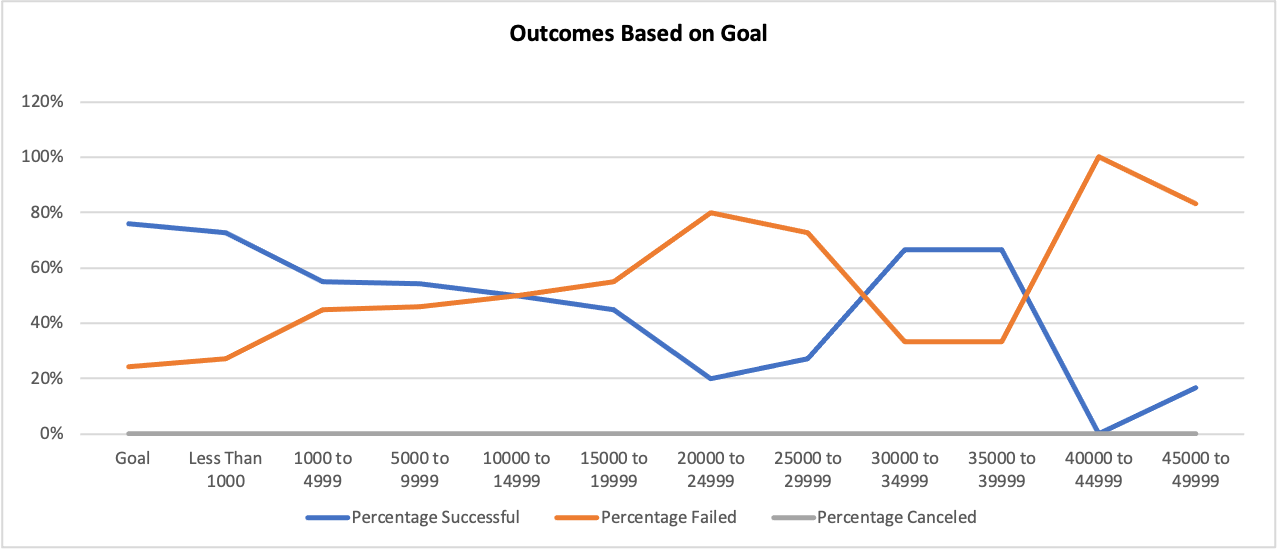 Outcomes Based on Goal
120%
100%
80%
60%
40%
20%
0%
Goal
Less Than
1000
1000 to
4999
5000 to
9999
10000 to
14999
15000 to
19999
20000 to
24999
25000 to
29999
30000 to
34999
35000 to
39999
40000 to
44999
45000 to
49999
Percentage Successful
Percentage Failed
Percentage Canceled